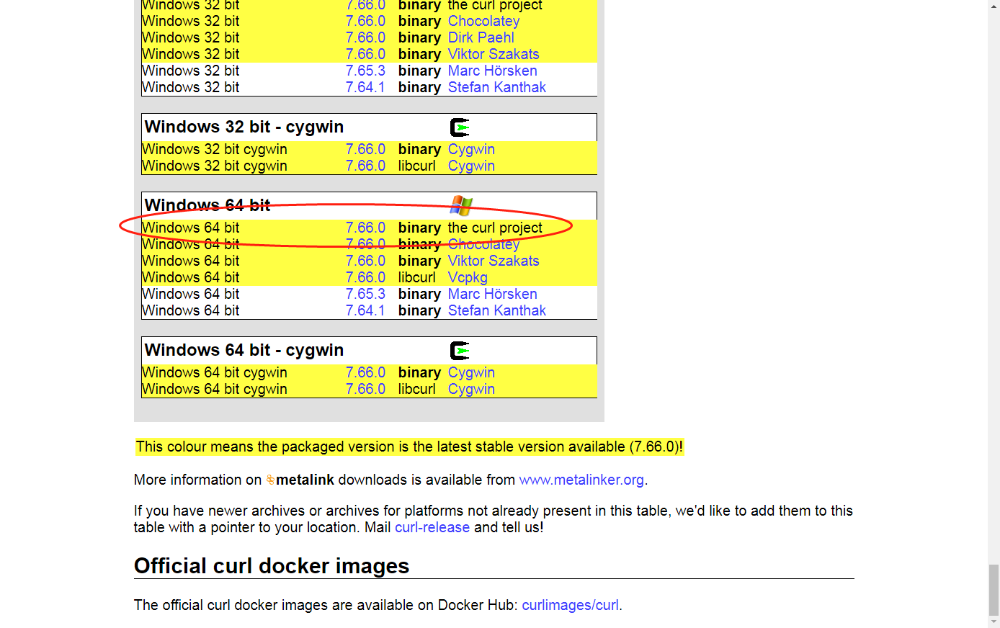 Windows 32 bit 7.66.0 binary the curl project
Windows 32 bit 7.66.0 binary Chocolatey
Windows 32 bit 7.66.0 binary Dirk Paehl
Windows 32 bit 7.66.0 binary Viktor Szakats
Windows 32 bit 7.65.3 binary Marc Hörsken
Windows 32 bit 7.64.1 binary Stefan Kanthak
Windows 32 bit - cygwin
Windows 32 bit cygwin 7.66.0 binary Cygwin
Windows 32 bit cygwin 7.66.0 libcurl Cygwin
Windows 64 bit
Windows 64 bit 7.66.0 binary the curl project
Windows 64 bit 7.66.0 binary Chocolatey
Windows 64 bit 7.66.0 binary Viktor Szakats
Windows 64 bit 7.66.0 libcurl Vcpkg
Windows 64 bit 7.65.3 binary Marc Hörsken
Windows 64 bit 7.64.1 binary Stefan Kanthak
Windows 64 bit - cygwin
Windows 64 bit cygwin 7.66.0 binary Cygwin
Windows 64 bit cygwin 7.66.0 libcurl Cygwin
This colour means the packaged version is the latest stable version available (7.66.0)!
More information on metalink downloads is available from www.metalinker.org.
If you have newer archives or archives for platforms not already present in this table, we'd like to add them to this
table with a pointer to your location. Mail curl-release and tell us!
Official curl docker images
The official curl docker images are available on Docker Hub: curlimages/curl.